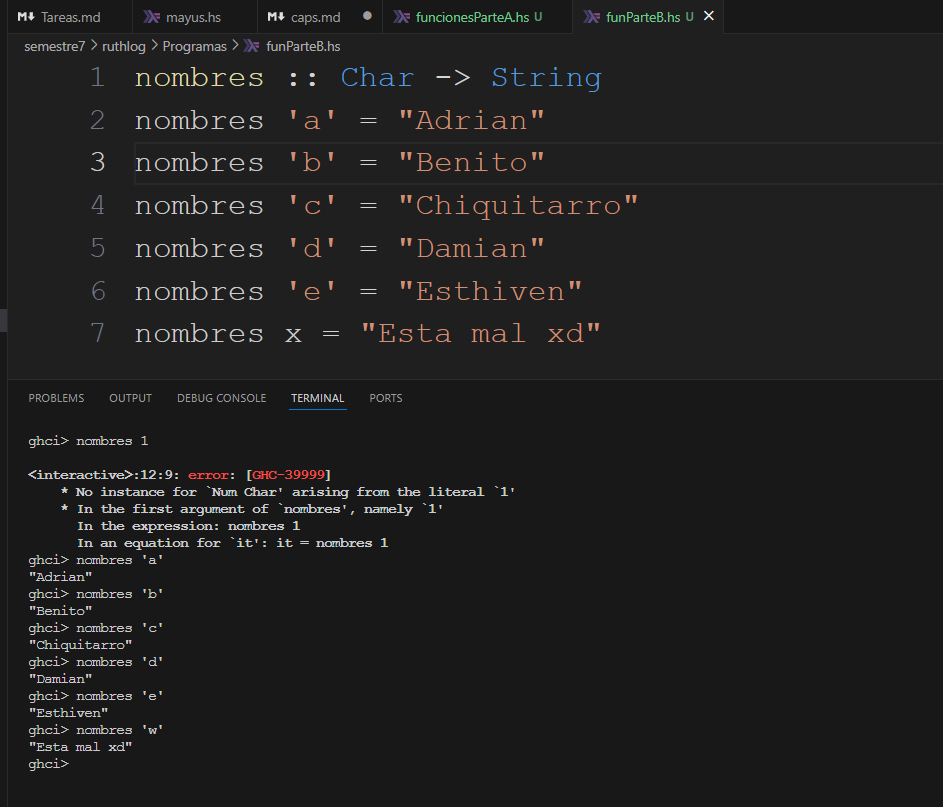 Tareas.md mayus.hs caps.md funcionesParteA.hs U funParteB.hs U
semestre7 > ruthlog > Programas > funParteB.hs
1 nombres :: Char -> String
2 nombres 'a' = "Adrian"
3 nombres 'b' = "Benito"
4 nombres 'c' = "Chiquitarro"
5 nombres 'd' = "Damian"
6 nombres 'e' = "Esthiven"
7 nombres x = "Esta mal xd"
PROBLEMS OUTPUT DEBUG CONSOLE TERMINAL PORTS
ghci> nombres 1
<interactive>:12:9: error: [GHC-39999]
* No instance for `Num Char' arising from the literal `1'
* In the first argument of `nombres', namely `1'
In the expression: nombres 1
In an equation for `it': it = nombres 1
ghci> nombres 'a'
"Adrian"
ghci> nombres 'b'
"Benito"
ghci> nombres 'c'
"Chiquitarro"
ghci> nombres 'd'
"Damian"
ghci> nombres 'e'
"Esthiven"
ghci> nombres 'w'
"Esta mal xd"
ghci>